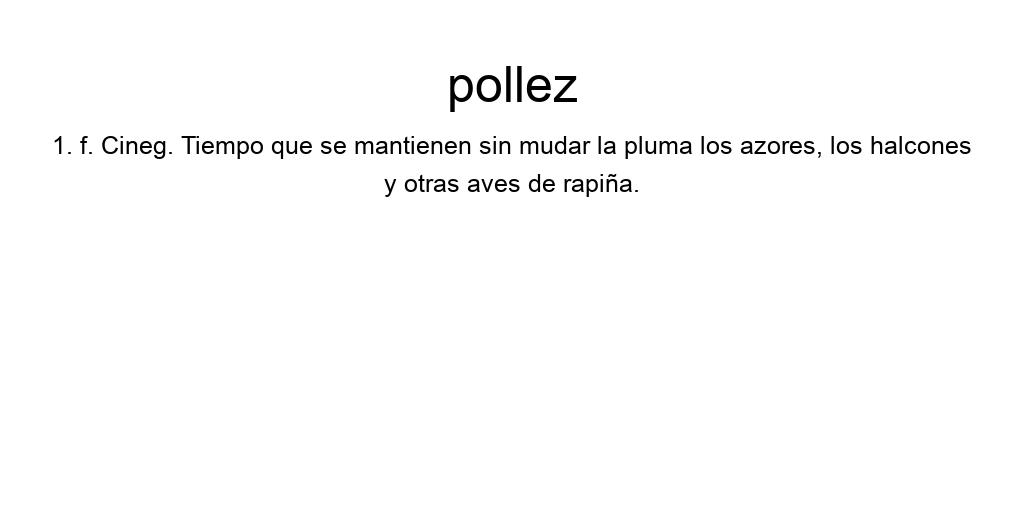 pollez
1. f. Cineg. Tiempo que se mantienen sin mudar la pluma los azores, los halcones
y otras aves de rapiña.